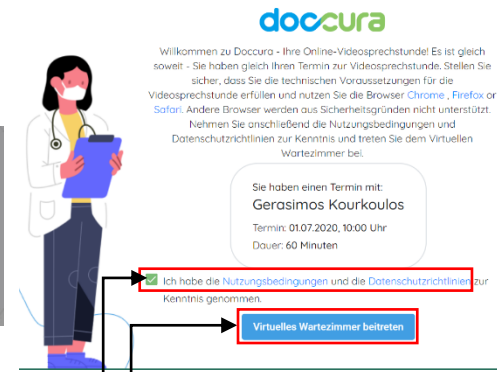 doccura
Willkommen zu Doccura - Ihre Online-Videosprechstunde! Es ist gleich
soweit - Sie haben gleich Ihren Termin zur Videosprechstunde. Stellen Sie
sicher, dass Sie die technischen Voraussetzungen für die
Videosprechstunde erfüllen und nutzen Sie die Browser Chrome , Firefox or
Safari. Andere Browser werden aus Sicherheitsgründen nicht unterstützt.
Nehmen Sie anschließend die Nutzungsbedingungen und
Datenschutzrichtlinien zur Kenntnis und treten Sie dem Virtuellen
Wartezimmer bei.
Sie haben einen Termin mit:
Gerasimos Kourkoulos
Termin: 01.07.2020, 10:00 Uhr
Dauer: 60 Minuten
Ich habe die Nutzungsbedingungen und die Datenschutzrichtlinien zur
Kenntnis genommen.
Virtuelles Wartezimmer beitreten